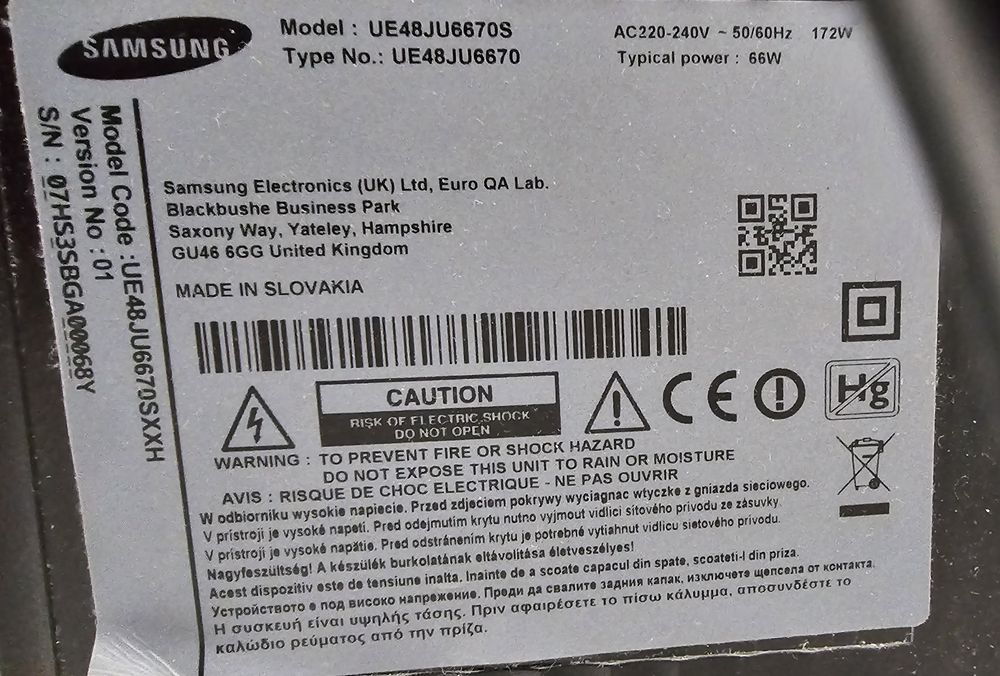 SAMSUNG
Model : UE48JU6670S
Type No.: UE48JU6670
AC220-240V ~ 50/60Hz 172W
Typical power : 66W
Model Code :UE48JU6670SXXH
Version No : 01
S/N : 07HS3SBGA00068Y
Samsung Electronics (UK) Ltd, Euro QA Lab.
Blackbushe Business Park
Saxony Way, Yateley, Hampshire
GU46 6GG United Kingdom
MADE IN SLOVAKIA
CAUTION
RISK OF ELECTRIC SHOCK
DO NOT OPEN
CE
Hg
WARNING : TO PREVENT FIRE OR SHOCK HAZARD
DO NOT EXPOSE THIS UNIT TO RAIN OR MOISTURE
AVIS : RISQUE DE CHOC ELECTRIQUE - NE PAS OUVRIR
W odbiorniku wysokie napiecie. Przed zdjeciem pokrywy wyciagnac wtyczke z gniazda sieciowego.
V prístroji je vysoké napetí. Pred odejmutím krytu nutno vyjmout vidlici sítového prívodu ze zásuvky.
V prístroji je vysoké napätie. Pred odstránením krytu je potrebné vytiahnut vidlicu sietového prívodu.
Nagyfeszültség! A készülék burkolatának eltávolítása életveszélyes!
Acest dispozitiv este de tensiune inalta. Inainte de a scoate capacul din spate, scoateti-l din priza.
Устройството е под високо напрежение. Преди да свалите задния капак, изключете щепсела от контакта.
Η συσκευή είναι υψηλής τάσης. Πριν αφαιρέσετε το πίσω κάλυμμα, αποσυνδέστε το
καλώδιο ρεύματος από την πρίζα.